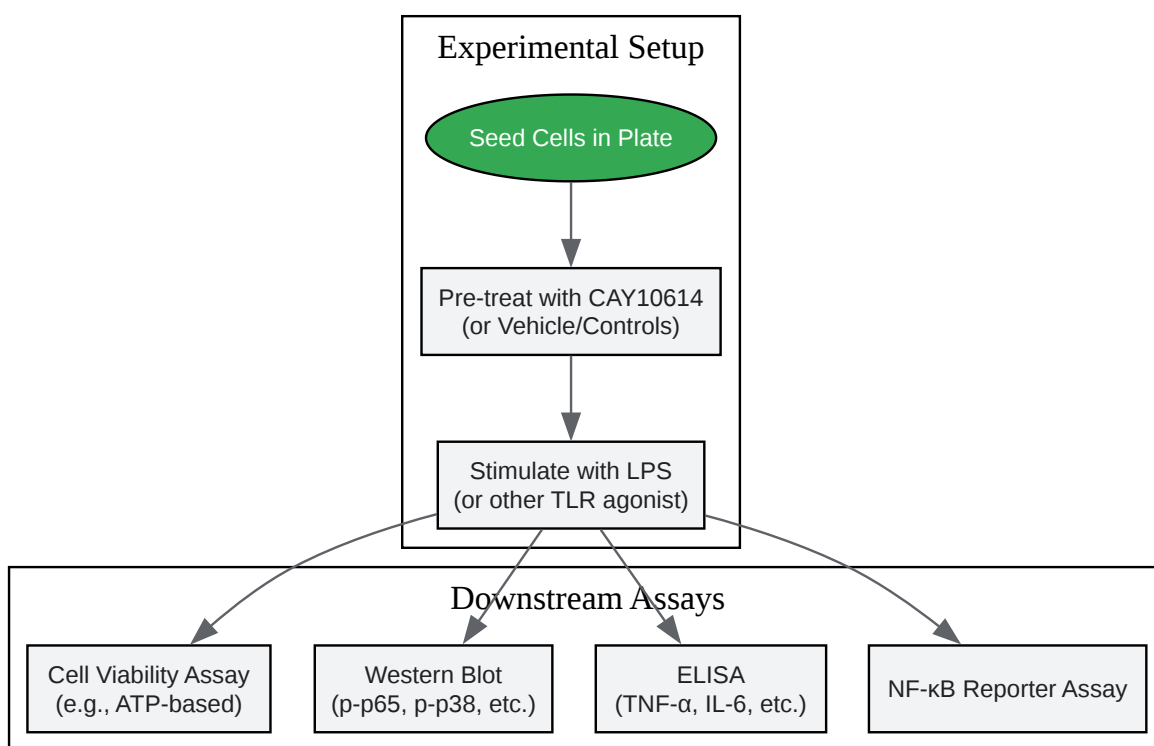 Experimental Setup
Seed Cells in Plate
Pre-treat with CAY10614
(or Vehicle/Controls)
Stimulate with LPS
(or other TLR agonist)
Downstream Assays
Cell Viability Assay
(e.g., ATP-based)
Western Blot
(p-p65, p-p38, etc.)
ELISA
(TNF-α, IL-6, etc.)
NF-κB Reporter Assay